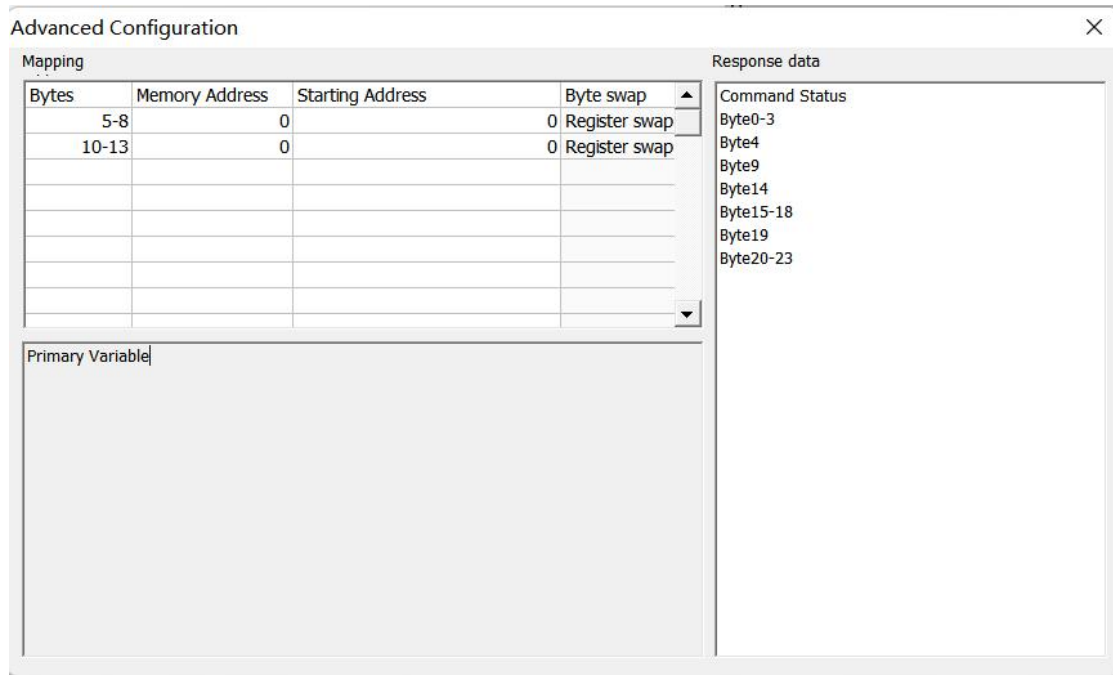 Advanced Configuration
Mapping
Response data
Bytes Memory Address Starting Address Byte swap
5-8 0 0 Register swap
10-13 0 0 Register swap
Primary Variable
Command Status
Byte0-3
Byte4
Byte9
Byte14
Byte15-18
Byte19
Byte20-23